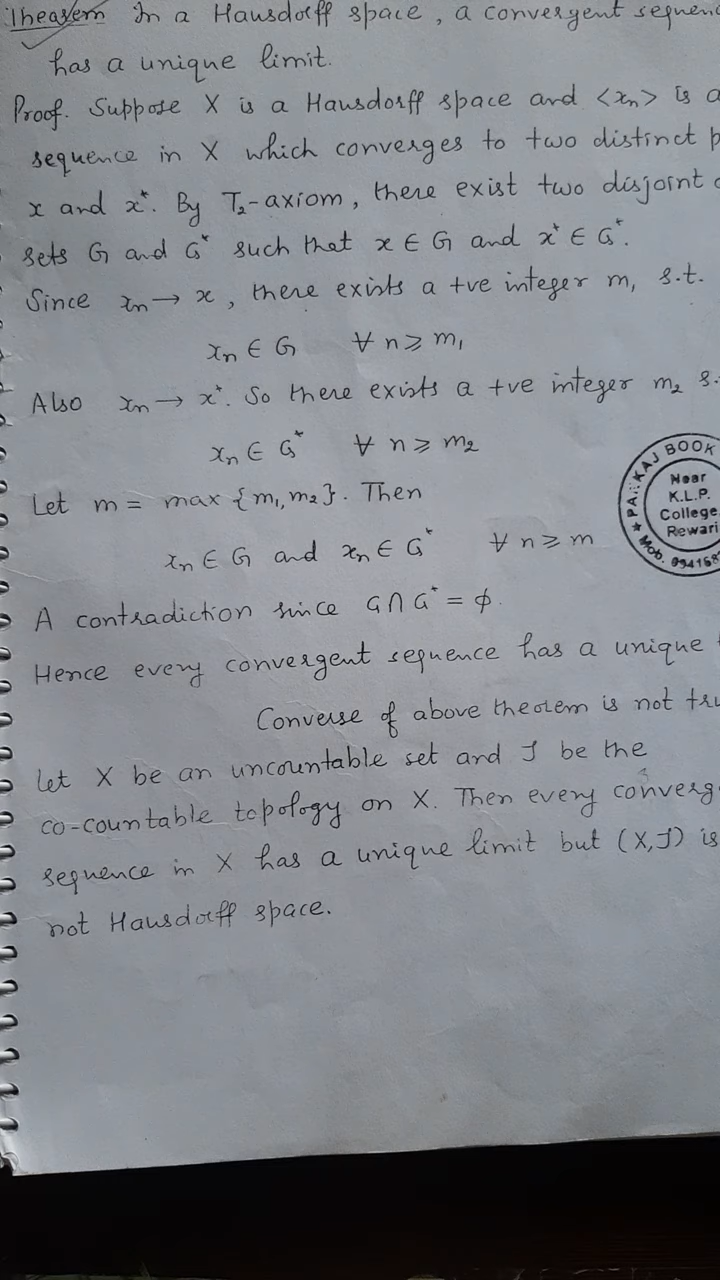 Theorem In a Hausdorff space, a convergent sequenc
has a unique limit.
Proof. Suppose X is a Hausdorff space and <xₙ> is a
sequence in X which converges to two distinct p
x and x*. By T₂-axiom, there exist two disjoint o
sets G and G* such that x ∈ G and x* ∈ G*.
Since xₙ → x, there exists a +ve integer m₁ s.t.
xₙ ∈ G ∀ n ≥ m₁
Also xₙ → x*. So there exists a +ve integer m₂ s.
xₙ ∈ G* ∀ n ≥ m₂
Let m = max {m₁, m₂}. Then
xₙ ∈ G and xₙ ∈ G* ∀ n ≥ m
A contradiction since G ∩ G* = φ.
Hence every convergent sequence has a unique
Converse of above theorem is not tru
Let X be an uncountable set and J be the
co-countable topology on X. Then every converg
sequence in X has a unique limit but (X,J) is
not Hausdorff space.
KAJ BOOK
Near
K.L.P.
College
Rewari
Mob.